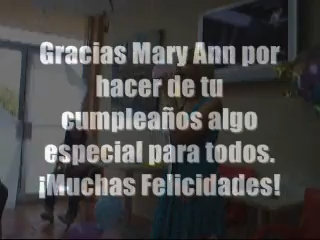 Gracias Mary Ann por
hacer de tu
cumpleaños algo
especial para todos.
¡Muchas Felicidades!